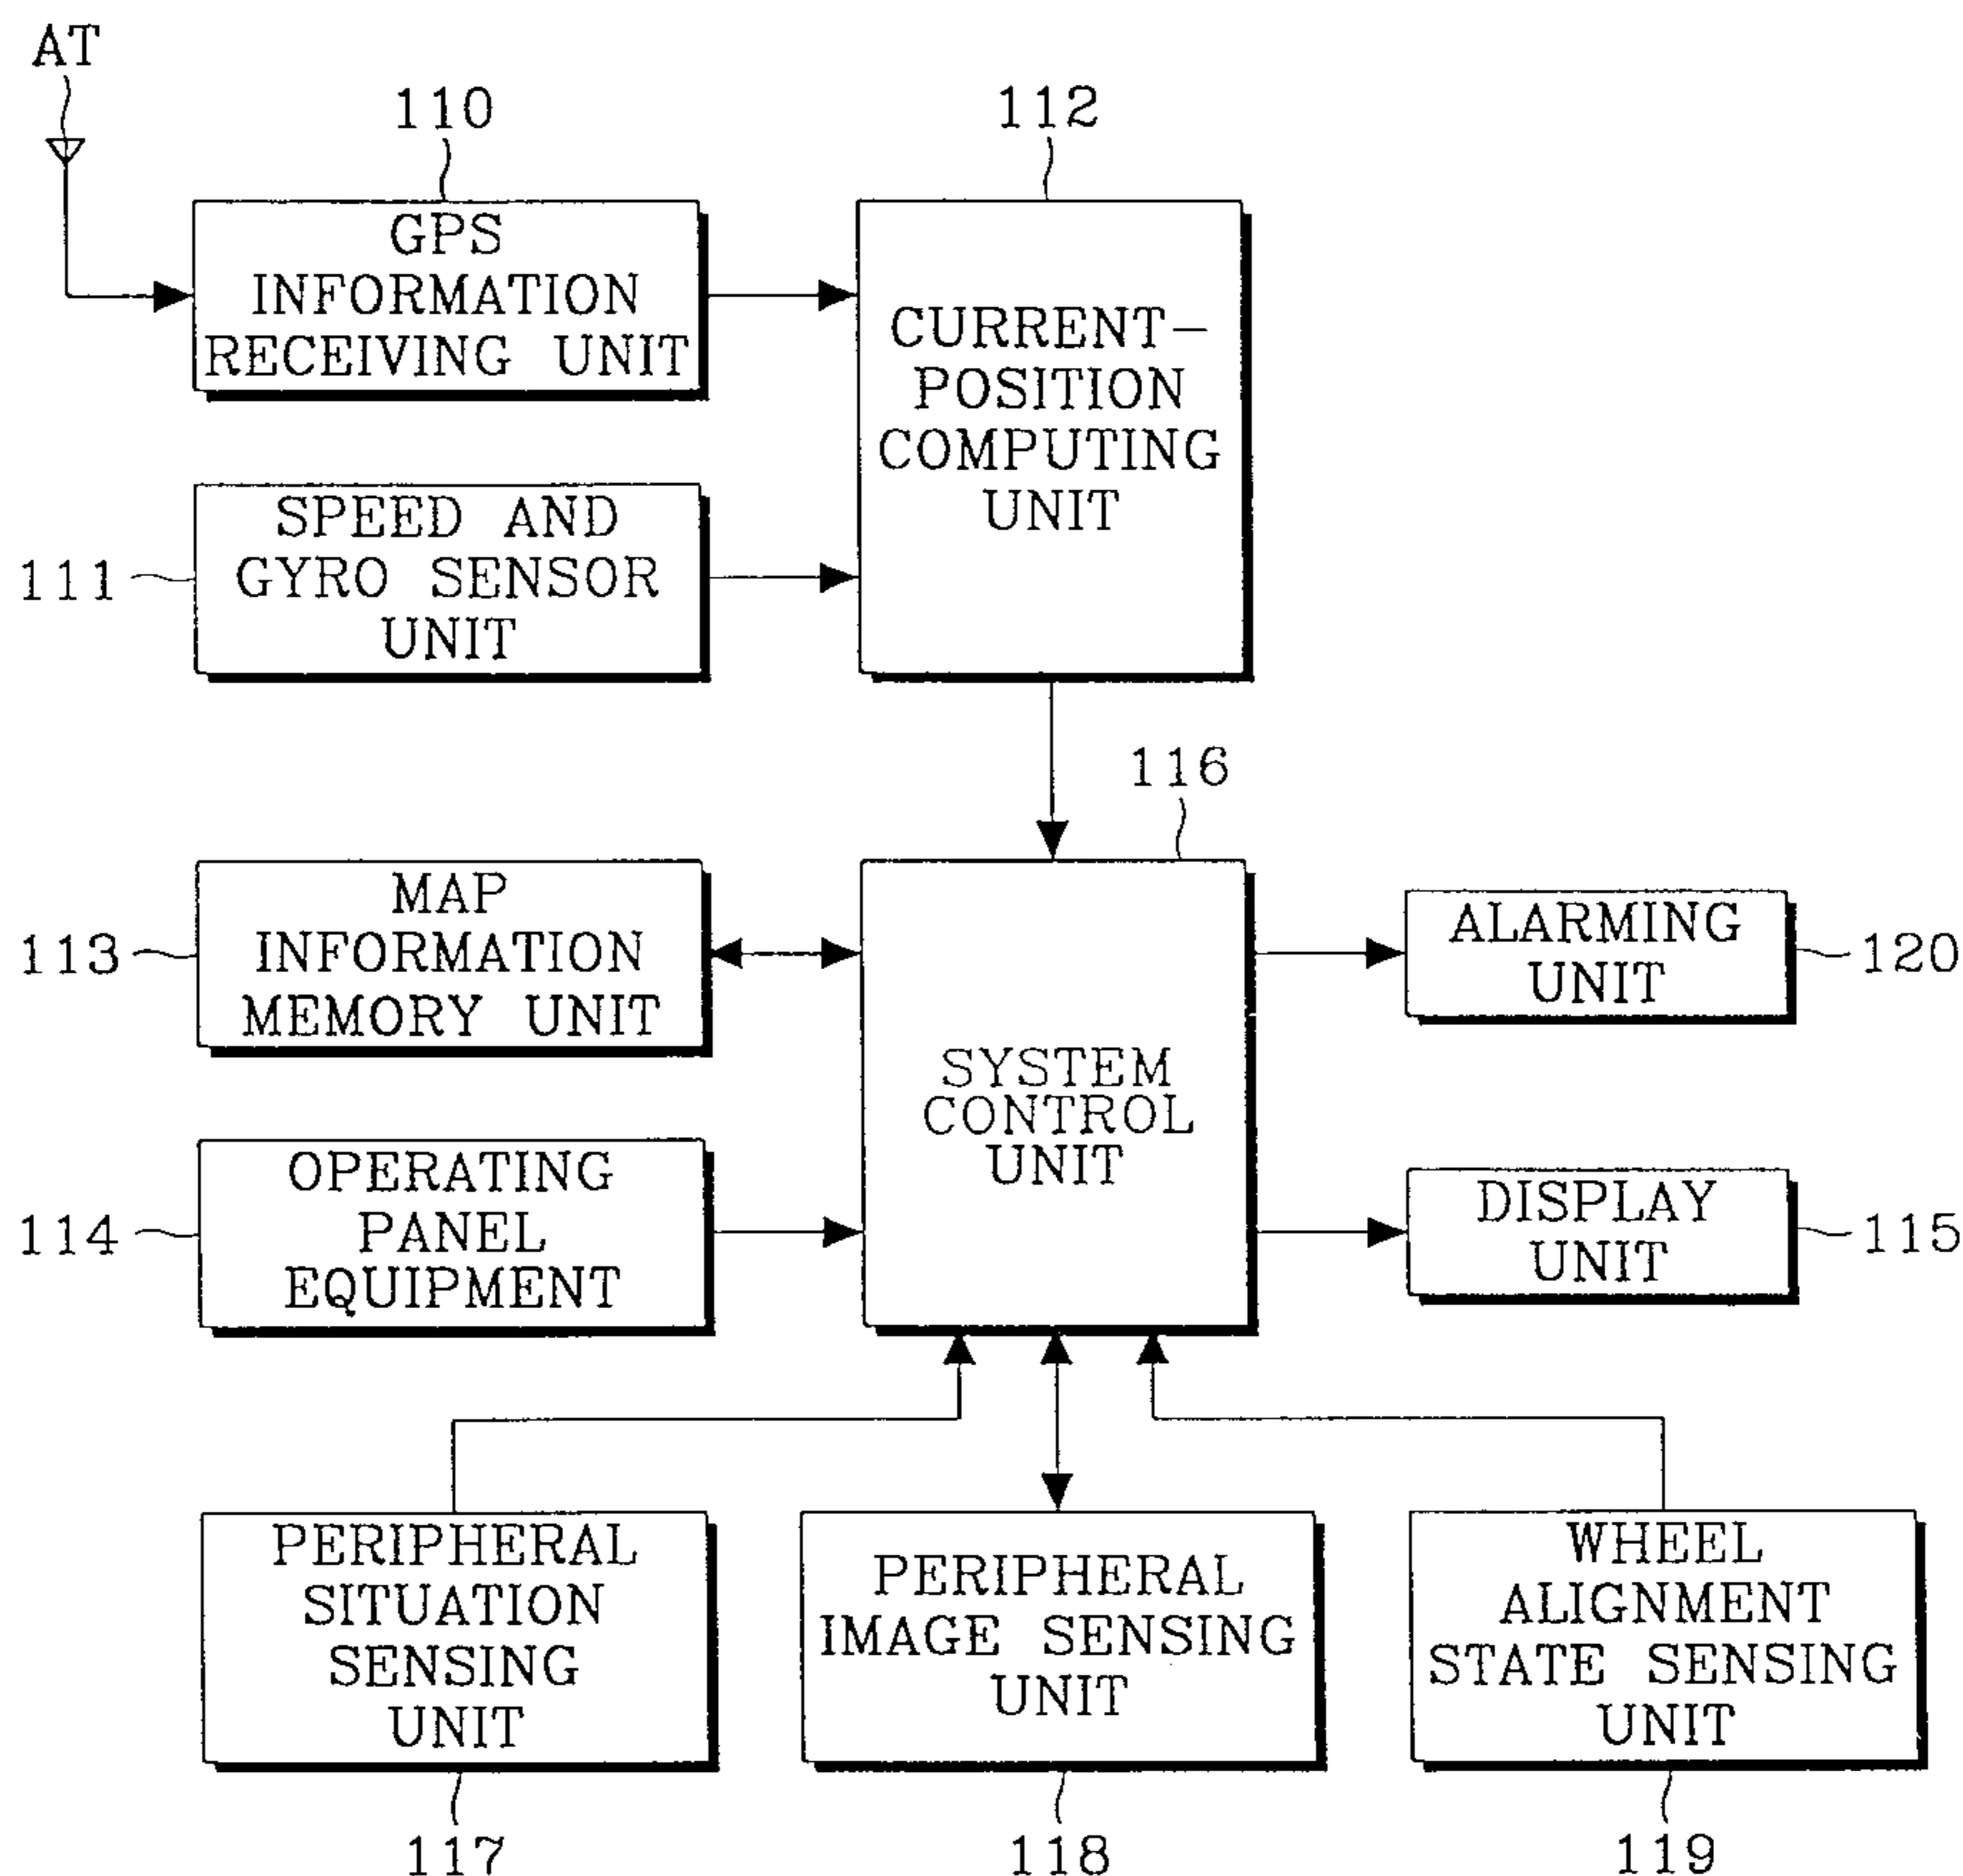 AT
110
112
GPS
INFORMATION
RECEIVING UNIT
CURRENT-
POSITION
COMPUTING
UNIT
111
SPEED AND
GYRO SENSOR
UNIT
116
113
MAP
INFORMATION
MEMORY UNIT
SYSTEM
CONTROL
UNIT
ALARMING
UNIT
120
114
OPERATING
PANEL
EQUIPMENT
DISPLAY
UNIT
115
PERIPHERAL
SITUATION
SENSING
UNIT
PERIPHERAL
IMAGE SENSING
UNIT
WHEEL
ALIGNMENT
STATE SENSING
UNIT
117
118
119